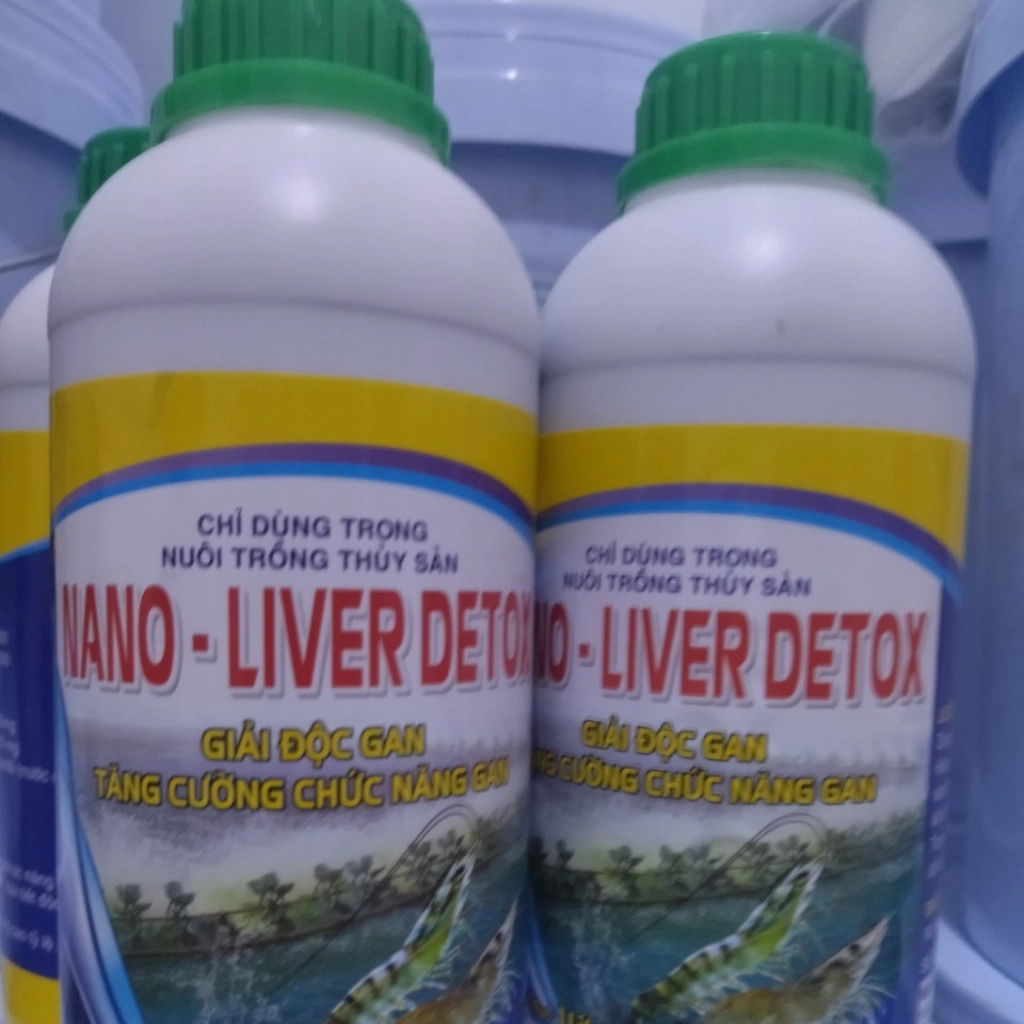 CHỈ DÙNG TRONG
NUÔI TRỒNG THỦY SẢN
NANO - LIVER DETOX
GIẢI ĐỘC GAN
TĂNG CƯỜNG CHỨC NĂNG GAN
CHỈ DÙNG TRONG
NUÔI TRỒNG THỦY SẢN
NO - LIVER DETOX
GIẢI ĐỘC GAN
CƯỜNG CHỨC NĂNG GAN